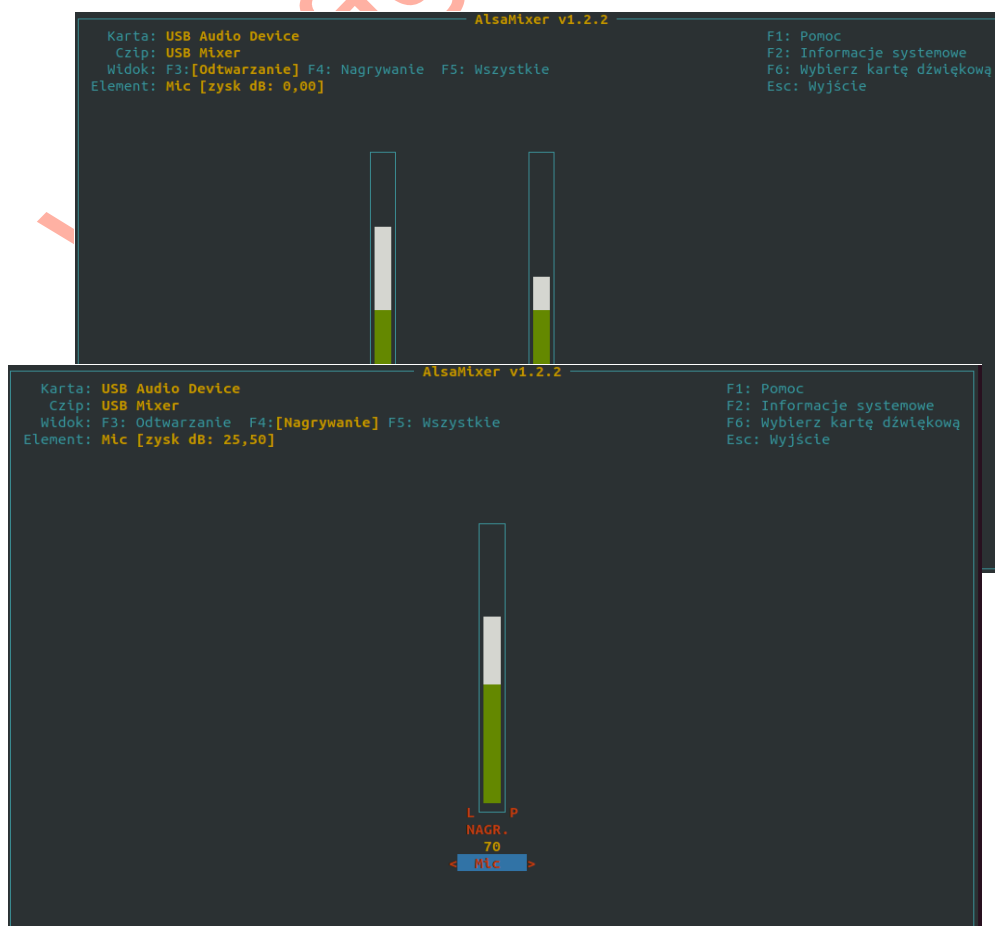 AlsaMixer v1.2.2
Karta: USB Audio Device F1: Pomoc
Czip: USB Mixer F2: Informacje systemowe
Widok: F3:[Odtwarzanie] F4: Nagrywanie F5: Wszystkie F6: Wybierz kartę dźwiękową
Element: Mic [zysk dB: 0,00] Esc: Wyjście
AlsaMixer v1.2.2
Karta: USB Audio Device F1: Pomoc
Czip: USB Mixer F2: Informacje systemowe
Widok: F3: Odtwarzanie F4:[Nagrywanie] F5: Wszystkie F6: Wybierz kartę dźwiękową
Element: Mic [zysk dB: 25,50] Esc: Wyjście
L P
NAGR.
70
< Mic >